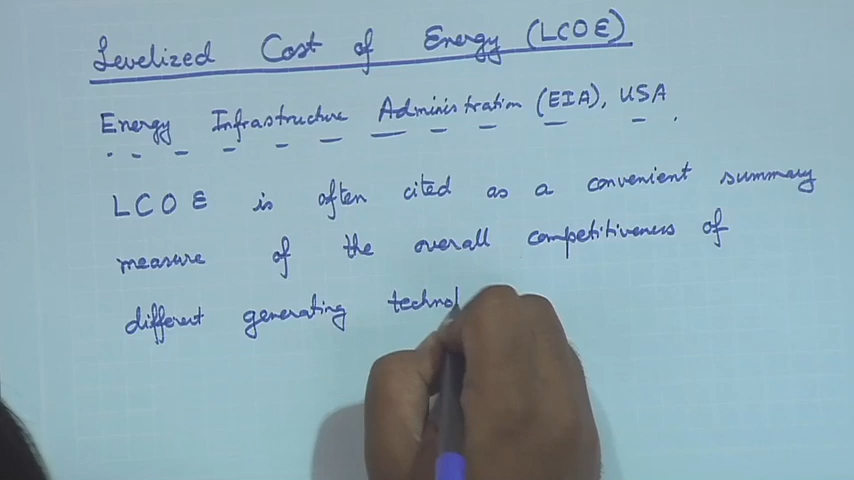 Levelized Cost of Energy (LCOE)
Energy Infrastructure Administration (EIA), USA.
LCOE is often cited as a convenient summary
measure of the overall competitiveness of
different generating technol